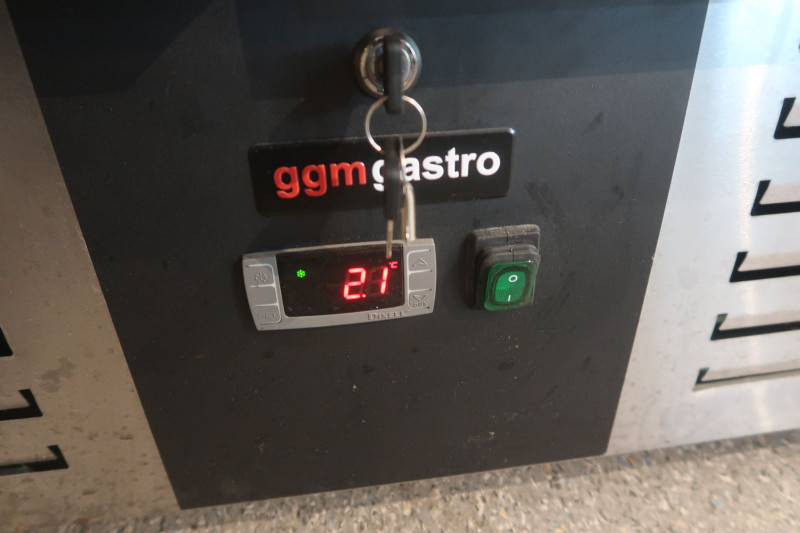 ggmgastro
2.1 °C
DIXELL
O
I